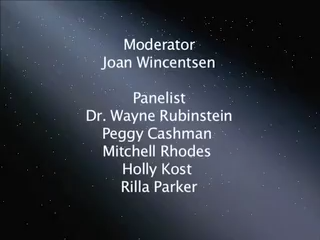 Moderator
Joan Wincentsen
Panelist
Dr. Wayne Rubinstein
Peggy Cashman
Mitchell Rhodes
Holly Kost
Rilla Parker